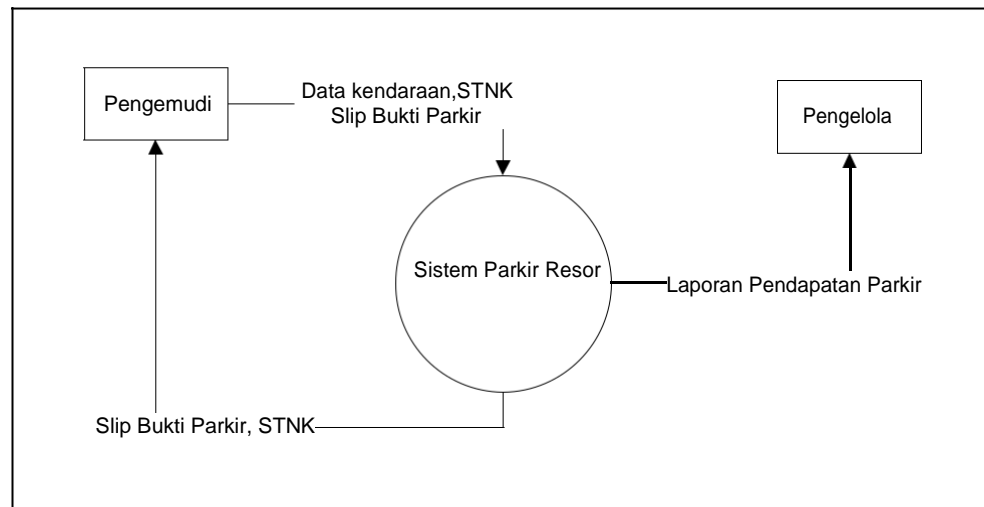 Pengemudi
Data kendaraan,STNK
Slip Bukti Parkir
Pengelola
Sistem Parkir Resor
Laporan Pendapatan Parkir
Slip Bukti Parkir, STNK